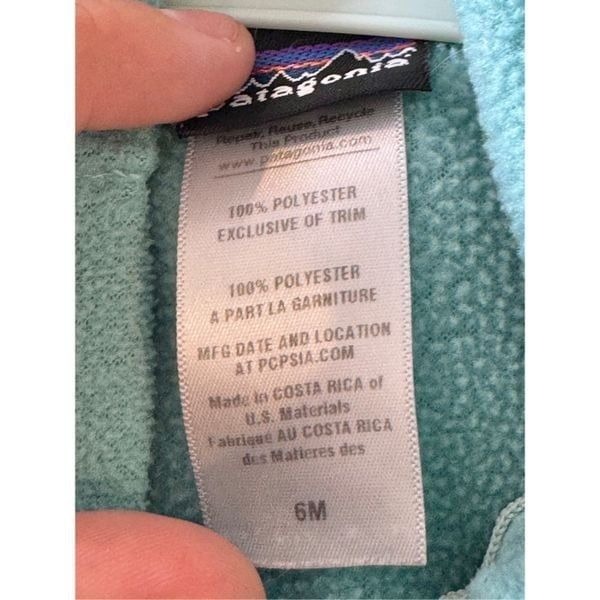 patagonia
Repair, Reuse, Recycle
This Product
www.patagonia.com
100% POLYESTER
EXCLUSIVE OF TRIM
100% POLYESTER
A PART LA GARNITURE
MFG DATE AND LOCATION
AT PCPSIA.COM
Made in COSTA RICA of
U.S. Materials
Fabriqué AU COSTA RICA
des Matieres des
6M